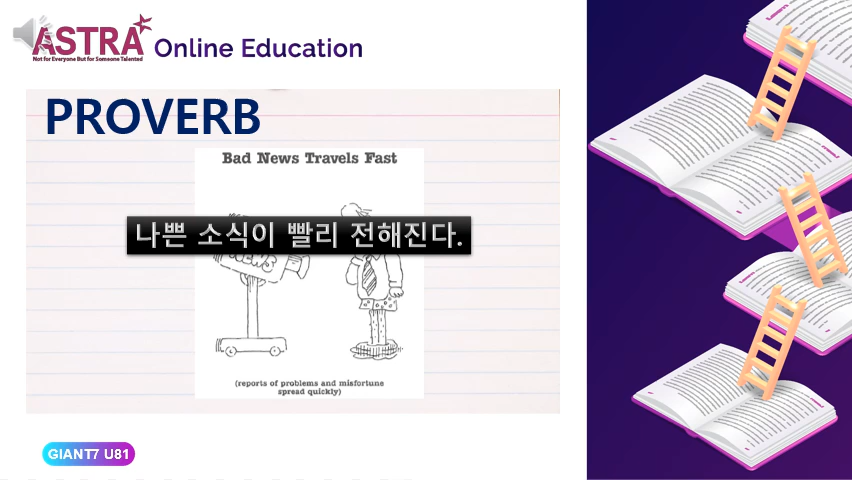 ASTRA
Not for Everyone But for Someone Talented
Online Education
PROVERB
Bad News Travels Fast
나쁜 소식이 빨리 전해진다.
NEWS
(reports of problems and misfortune
spread quickly)
GIANT7 U81